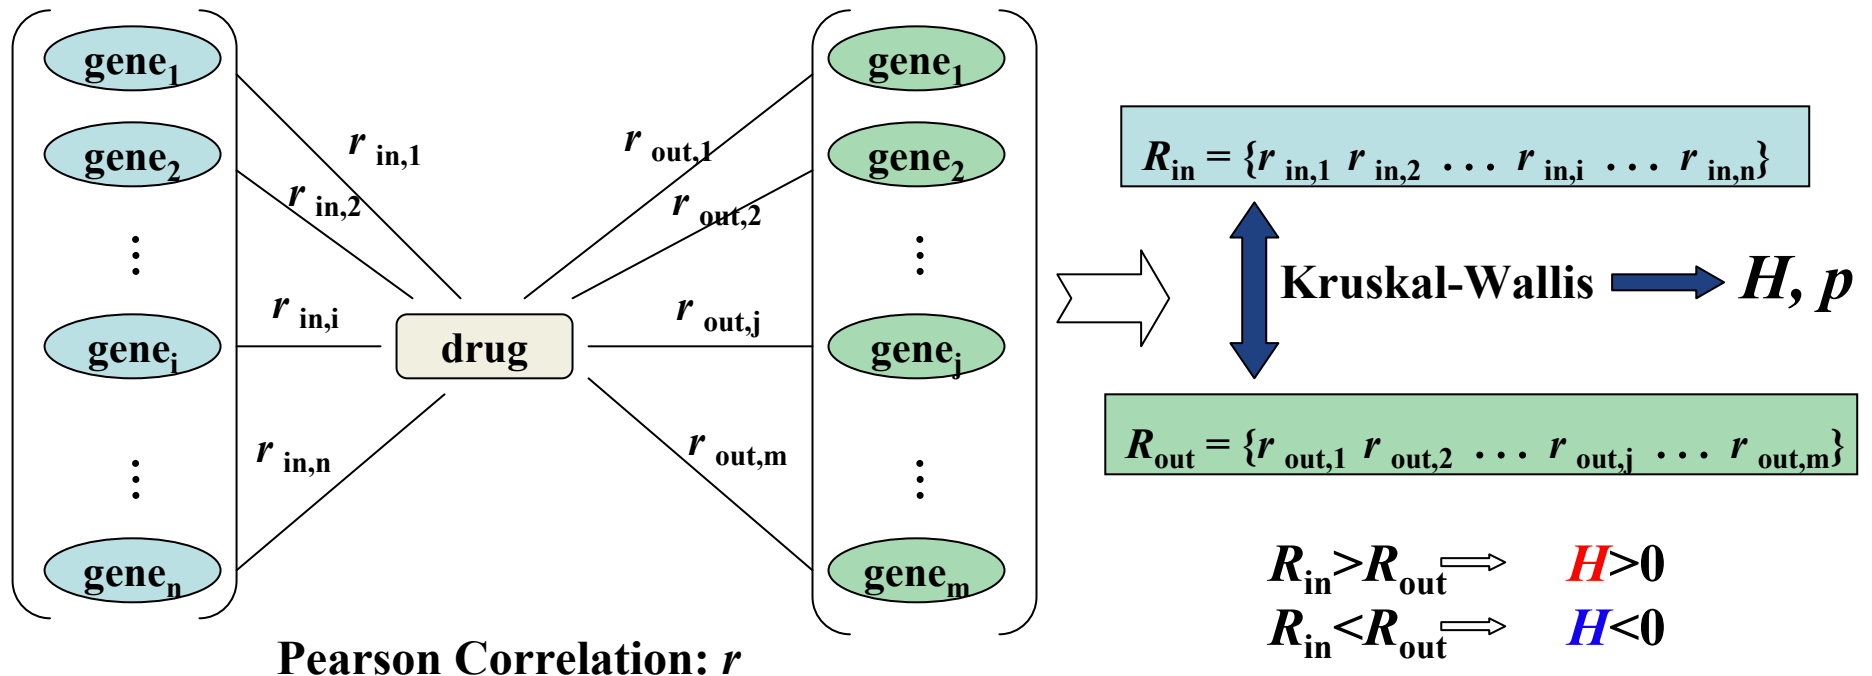 gene1
gene2
⋮
genei
⋮
genen
r in,1
r in,2
r in,i
r in,n
drug
r out,1
r out,2
r out,j
r out,m
gene1
gene2
⋮
genej
⋮
genem
Pearson Correlation: r
Rin = {r in,1 r in,2 ... r in,i ... r in,n}
Kruskal-Wallis
H, p
Rout = {r out,1 r out,2 ... r out,j ... r out,m}
Rin>Rout H>0
Rin<Rout H<0